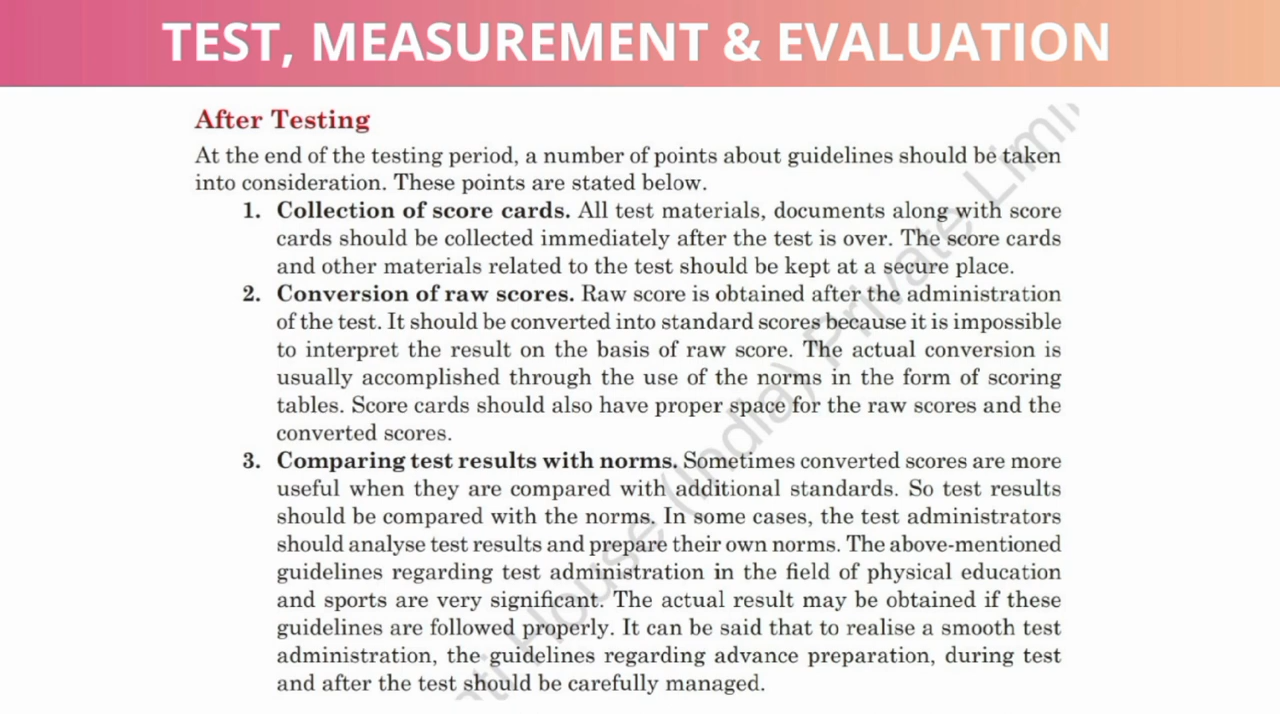 TEST, MEASUREMENT & EVALUATION
After Testing
At the end of the testing period, a number of points about guidelines should be taken
into consideration. These points are stated below.
1. Collection of score cards. All test materials, documents along with score
cards should be collected immediately after the test is over. The score cards
and other materials related to the test should be kept at a secure place.
2. Conversion of raw scores. Raw score is obtained after the administration
of the test. It should be converted into standard scores because it is impossible
to interpret the result on the basis of raw score. The actual conversion is
usually accomplished through the use of the norms in the form of scoring
tables. Score cards should also have proper space for the raw scores and the
converted scores.
3. Comparing test results with norms. Sometimes converted scores are more
useful when they are compared with additional standards. So test results
should be compared with the norms. In some cases, the test administrators
should analyse test results and prepare their own norms. The above-mentioned
guidelines regarding test administration in the field of physical education
and sports are very significant. The actual result may be obtained if these
guidelines are followed properly. It can be said that to realise a smooth test
administration, the guidelines regarding advance preparation, during test
and after the test should be carefully managed.
House (India) Private